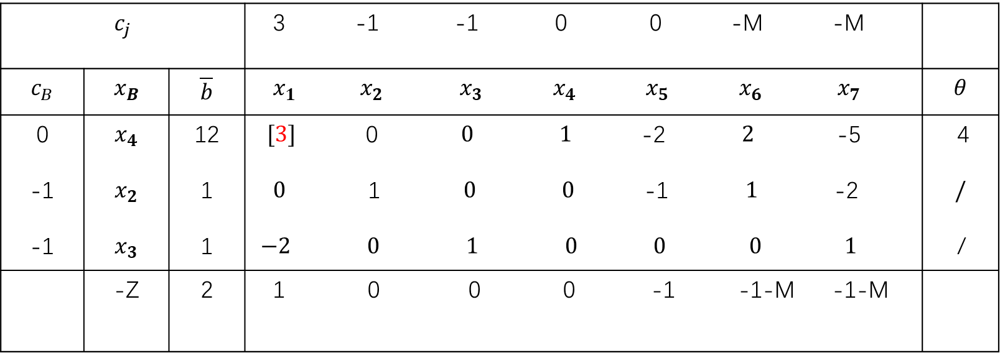 c_j 3 -1 -1 0 0 -M -M
c_B x_B b̅ x_1 x_2 x_3 x_4 x_5 x_6 x_7 θ
0 x_4 12 [3] 0 0 1 -2 2 -5 4
-1 x_2 1 0 1 0 0 -1 1 -2 /
-1 x_3 1 −2 0 1 0 0 0 1 /
-Z 2 1 0 0 0 -1 -1-M -1-M